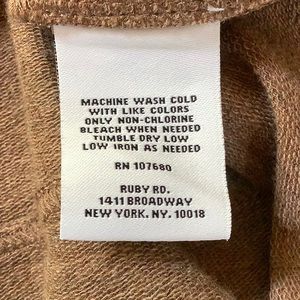 MACHINE WASH COLD
WITH LIKE COLORS
ONLY NON-CHLORINE
BLEACH WHEN NEEDED
TUMBLE DRY LOW
LOW IRON AS NEEDED
RN 107680
RUBY RD.
1411 BROADWAY
NEW YORK. NY. 10018